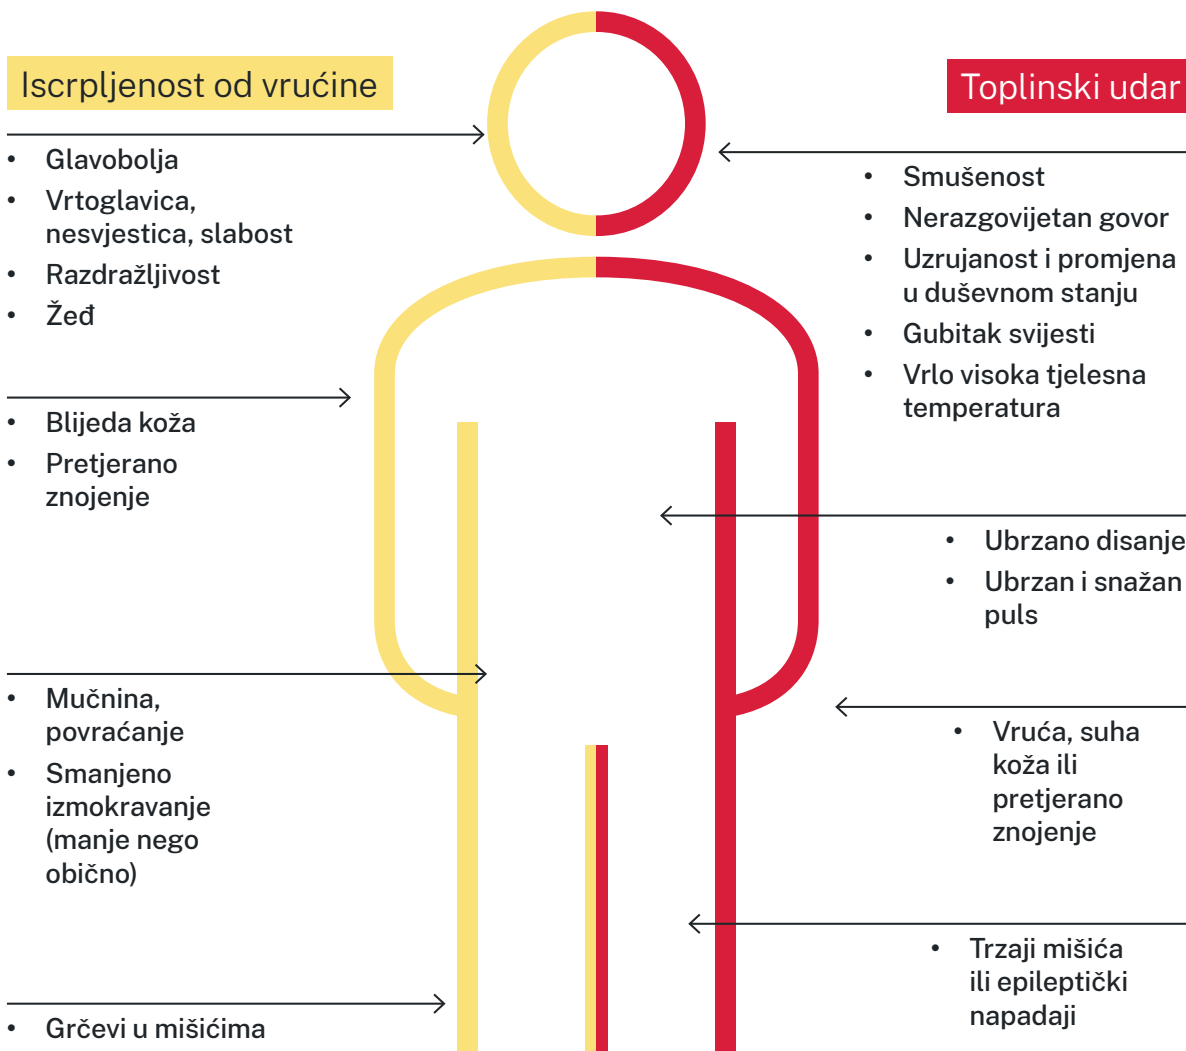 Iscrpljenost od vrućine
• Glavobolja
• Vrtoglavica,
nesvjestica, slabost
• Razdražljivost
• Žeđ
• Blijeda koža
• Pretjerano
znojenje
• Mučnina,
povraćanje
• Smanjeno
izmokravanje
(manje nego
obično)
• Grčevi u mišićima
Toplinski udar
• Smušenost
• Nerazgovijetan govor
• Uzrujanost i promjena
u duševnom stanju
• Gubitak svijesti
• Vrlo visoka tjelesna
temperatura
• Ubrzano disanje
• Ubrzan i snažan
puls
• Vruća, suha
koža ili
pretjerano
znojenje
• Trzaji mišića
ili epileptički
napadaji